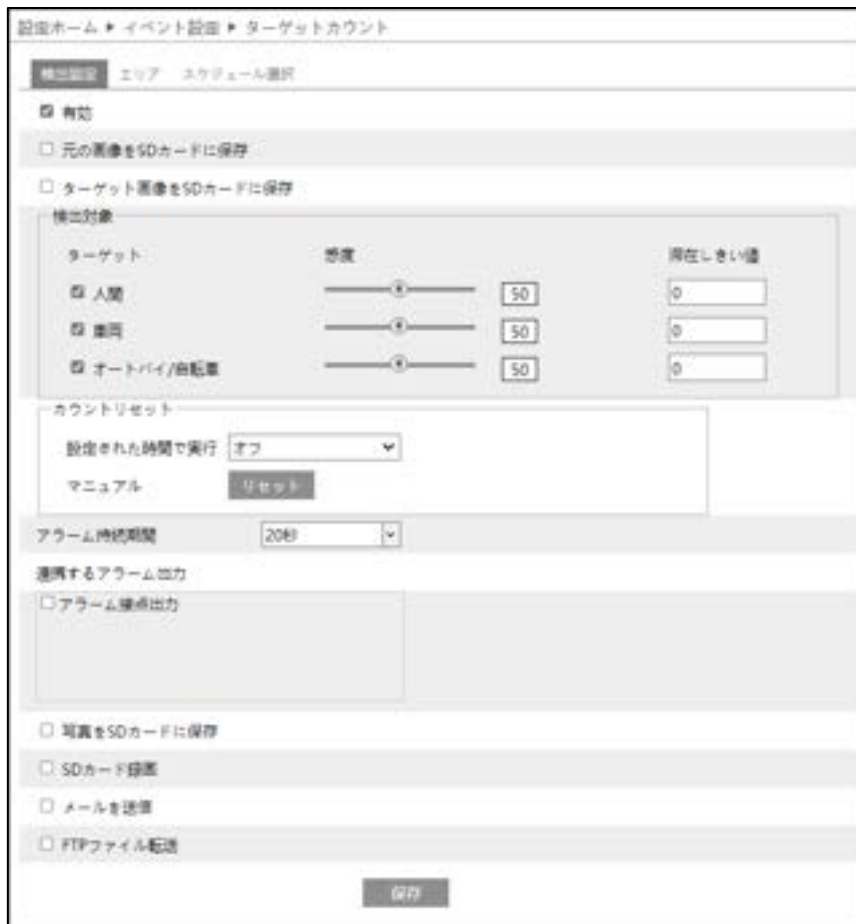 設定ホーム ▶ イベント設定 ▶ ターゲットカウント
検出設定 エリア スケジュール選択
有効
元の画像をSDカードに保存
ターゲット画像をSDカードに保存
検出対象
ターゲット 感度 滞在しきい値
人間 50 0
車両 50 0
オートバイ/自転車 50 0
カウントリセット
設定された時間で実行 オフ
マニュアル リセット
アラーム持続期間 20秒
連携するアラーム出力
アラーム接点出力
写真をSDカードに保存
SDカード録画
メールを送信
FTPファイル転送
保存